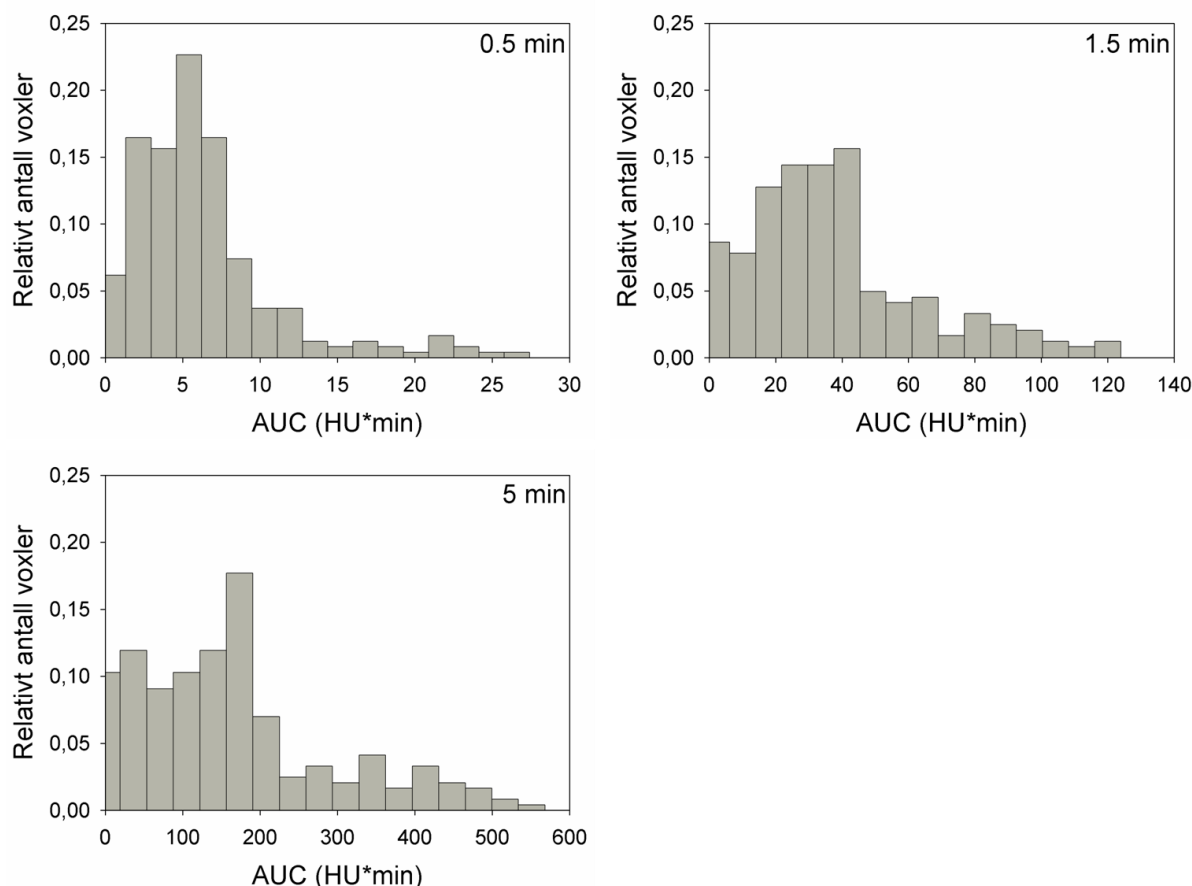 0.5 min
0,25
0,20
0,15
0,10
0,05
0,00
Relativt antall voxler
0 5 10 15 20 25 30
AUC (HU*min)
1.5 min
0,25
0,20
0,15
0,10
0,05
0,00
Relativt antall voxler
0 20 40 60 80 100 120 140
AUC (HU*min)
5 min
0,25
0,20
0,15
0,10
0,05
0,00
Relativt antall voxler
0 100 200 300 400 500 600
AUC (HU*min)